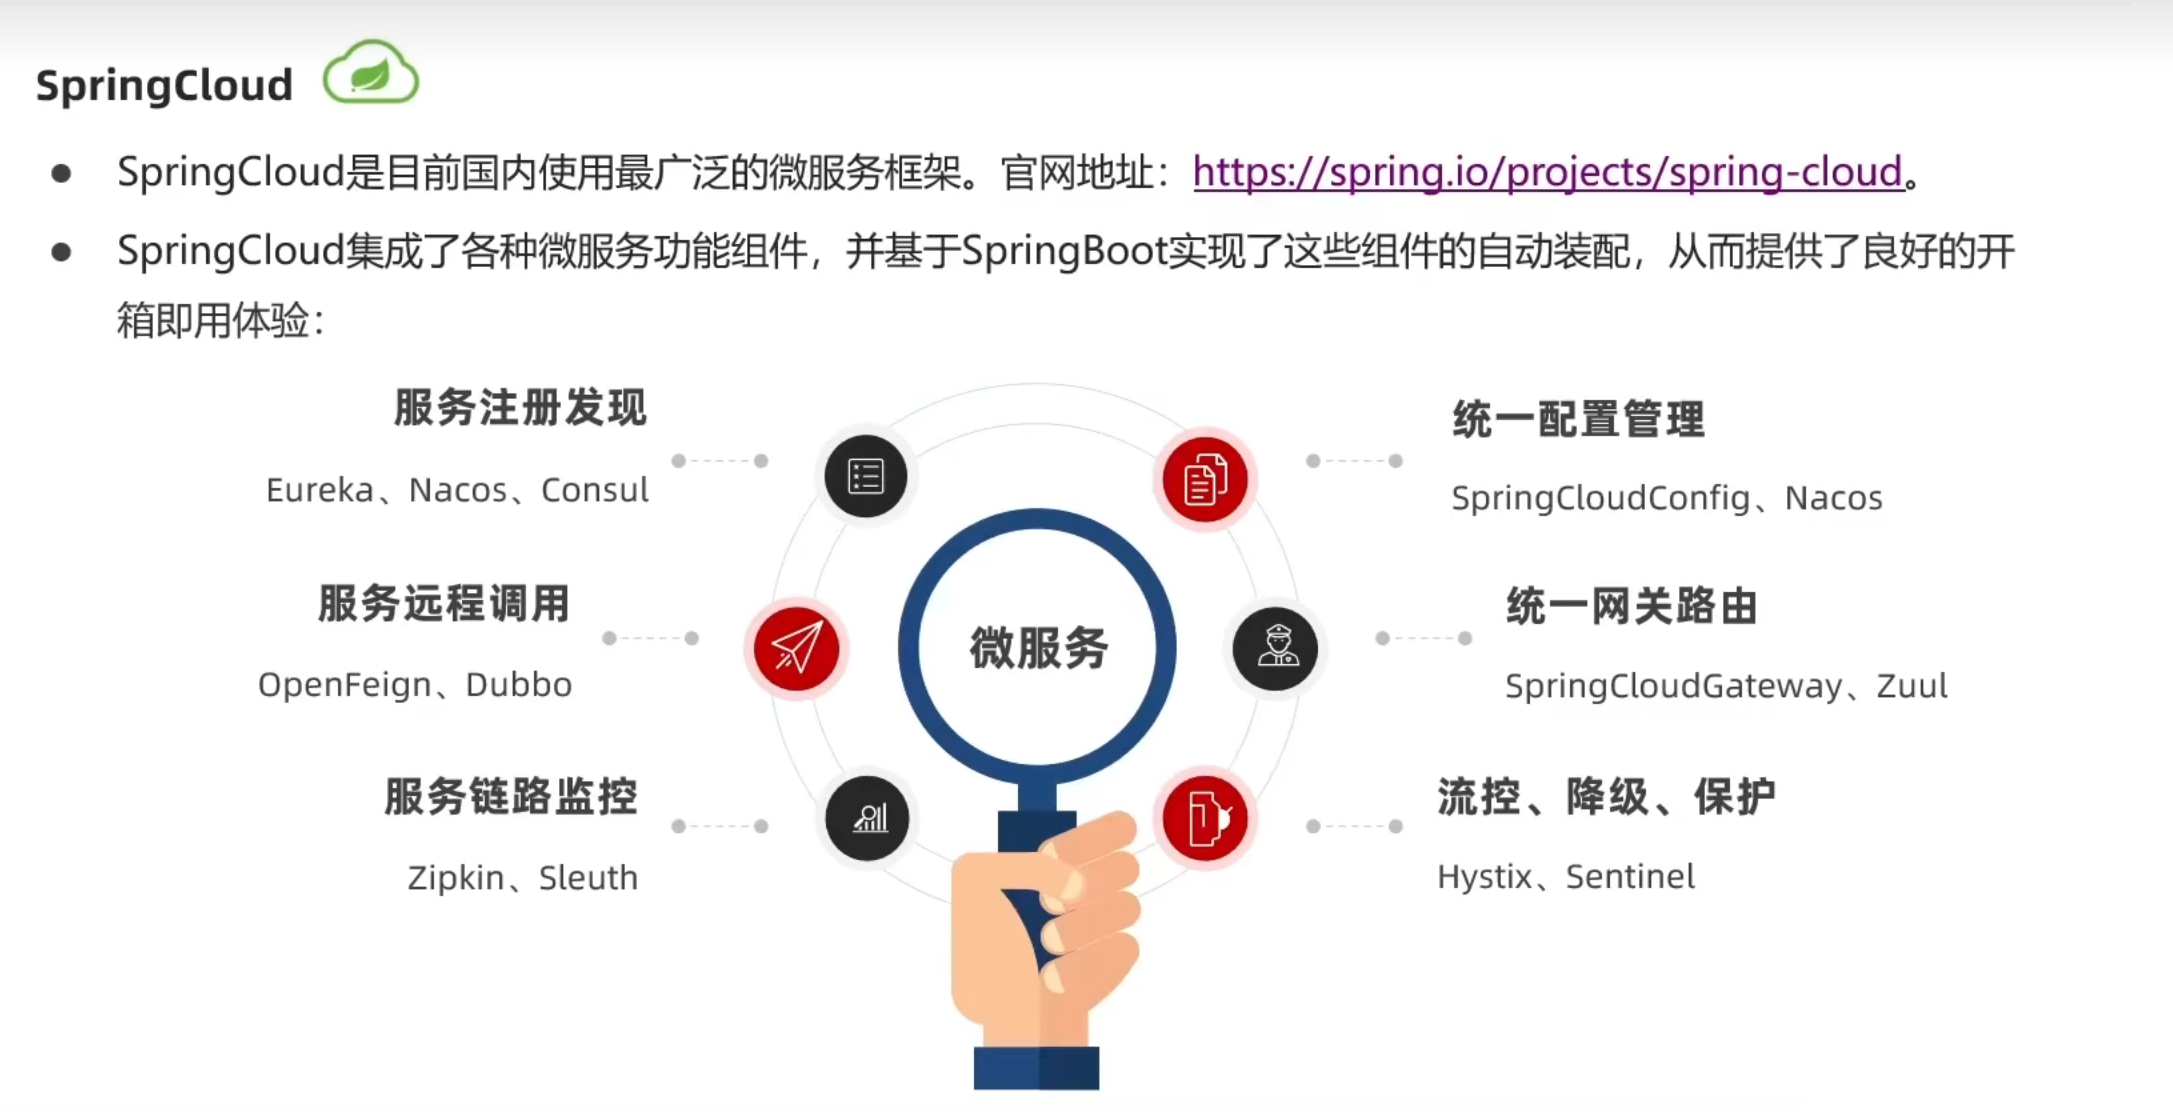 SpringCloud
SpringCloud是目前国内使用最广泛的微服务框架。官网地址：https://spring.io/projects/spring-cloud。
SpringCloud集成了各种微服务功能组件，并基于SpringBoot实现了这些组件的自动装配，从而提供了良好的开
箱即用体验：
服务注册发现
Eureka、Nacos、Consul
统一配置管理
SpringCloudConfig、Nacos
服务远程调用
OpenFeign、Dubbo
微服务
统一网关路由
SpringCloudGateway、Zuul
服务链路监控
Zipkin、Sleuth
流控、降级、保护
Hystix、Sentinel